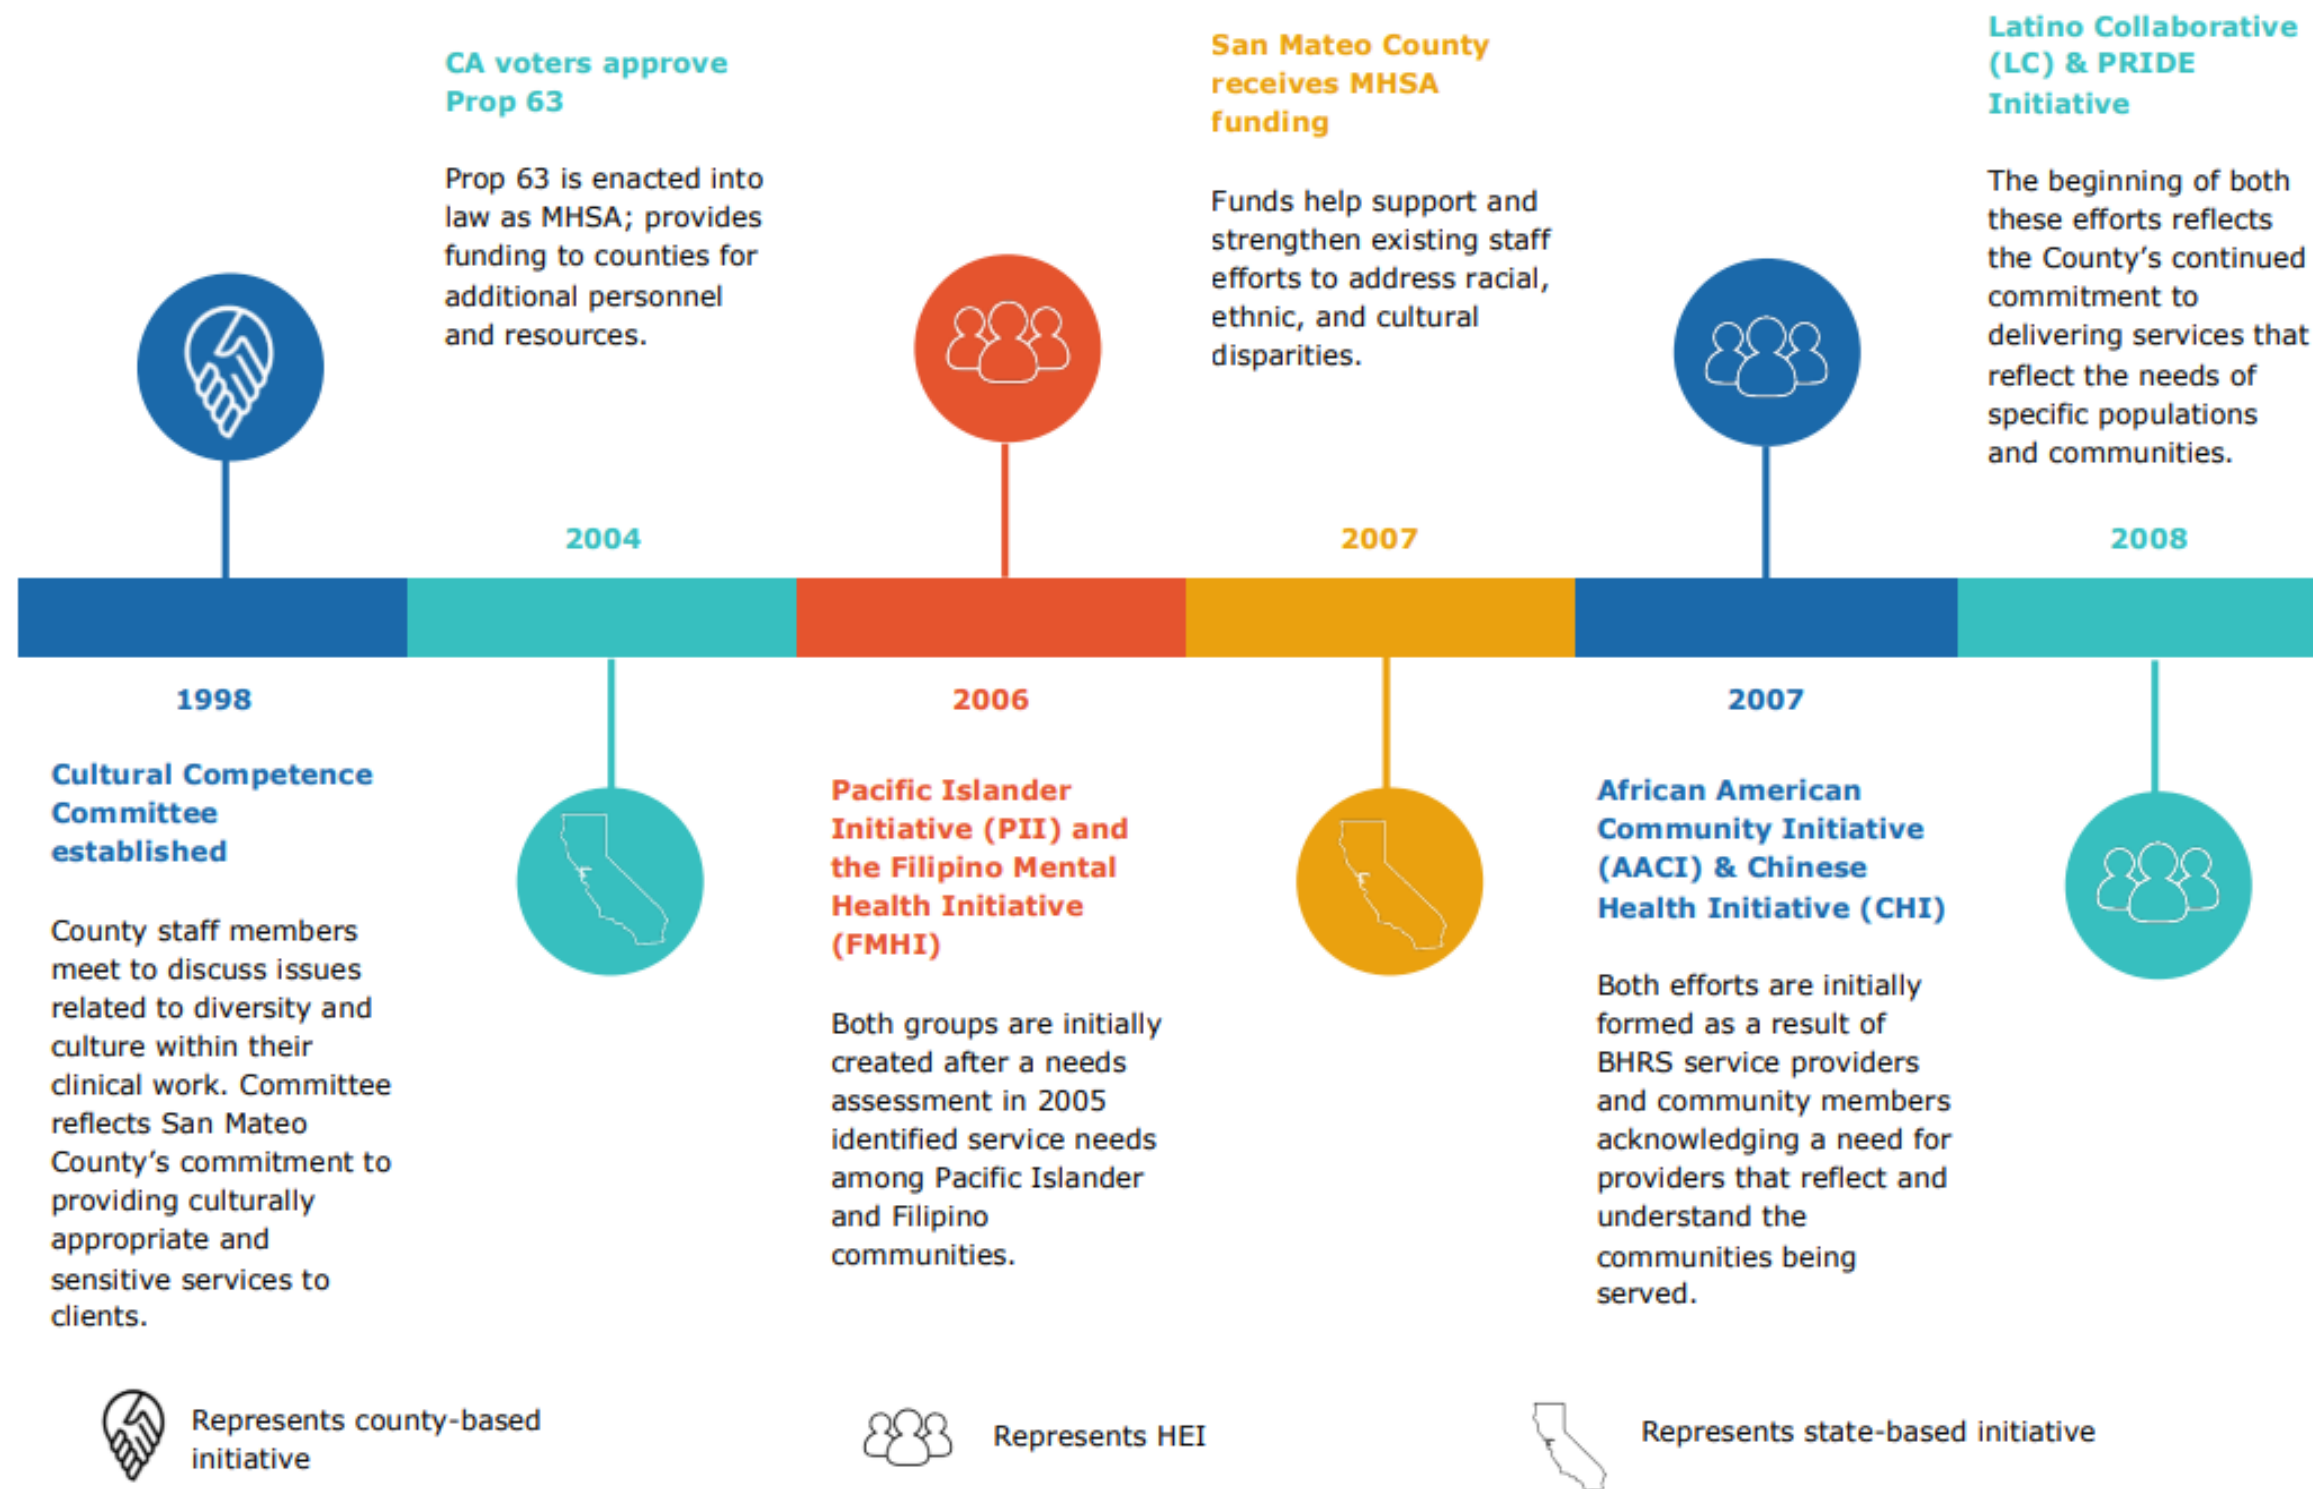 CA voters approve
Prop 63
Prop 63 is enacted into
law as MHSA; provides
funding to counties for
additional personnel
and resources.
San Mateo County
receives MHSA
funding
Funds help support and
strengthen existing staff
efforts to address racial,
ethnic, and cultural
disparities.
Latino Collaborative
(LC) & PRIDE
Initiative
The beginning of both
these efforts reflects
the County's continued
commitment to
delivering services that
reflect the needs of
specific populations
and communities.
2004
2007
2008
1998
2006
2007
Cultural Competence
Committee
established
County staff members
meet to discuss issues
related to diversity and
culture within their
clinical work. Committee
reflects San Mateo
County's commitment to
providing culturally
appropriate and
sensitive services to
clients.
Pacific Islander
Initiative (PII) and
the Filipino Mental
Health Initiative
(FMHI)
Both groups are initially
created after a needs
assessment in 2005
identified service needs
among Pacific Islander
and Filipino
communities.
African American
Community Initiative
(AACI) & Chinese
Health Initiative (CHI)
Both efforts are initially
formed as a result of
BHRS service providers
and community members
acknowledging a need for
providers that reflect and
understand the
communities being
served.
Represents county-based
initiative
Represents HEI
Represents state-based initiative